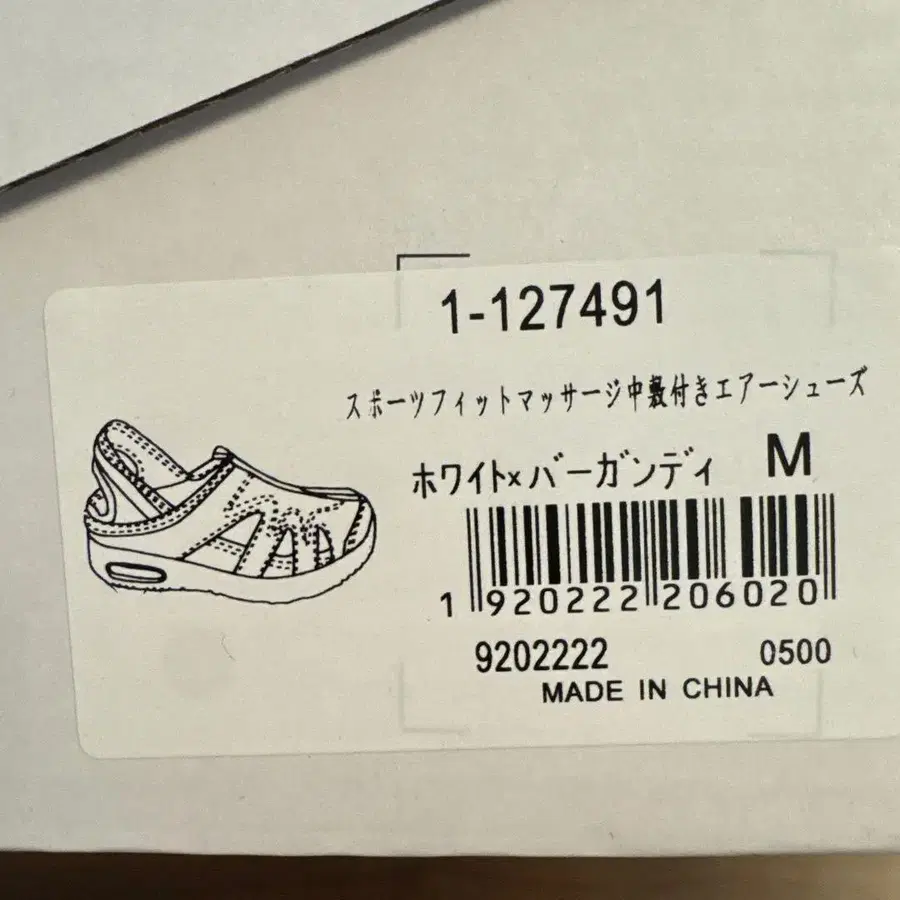 1-127491
スポーツフィットマッサージ中敷付きエアーシューズ
ホワイト×バーガンディ M
1 920222 206020
9202222 0500
MADE IN CHINA